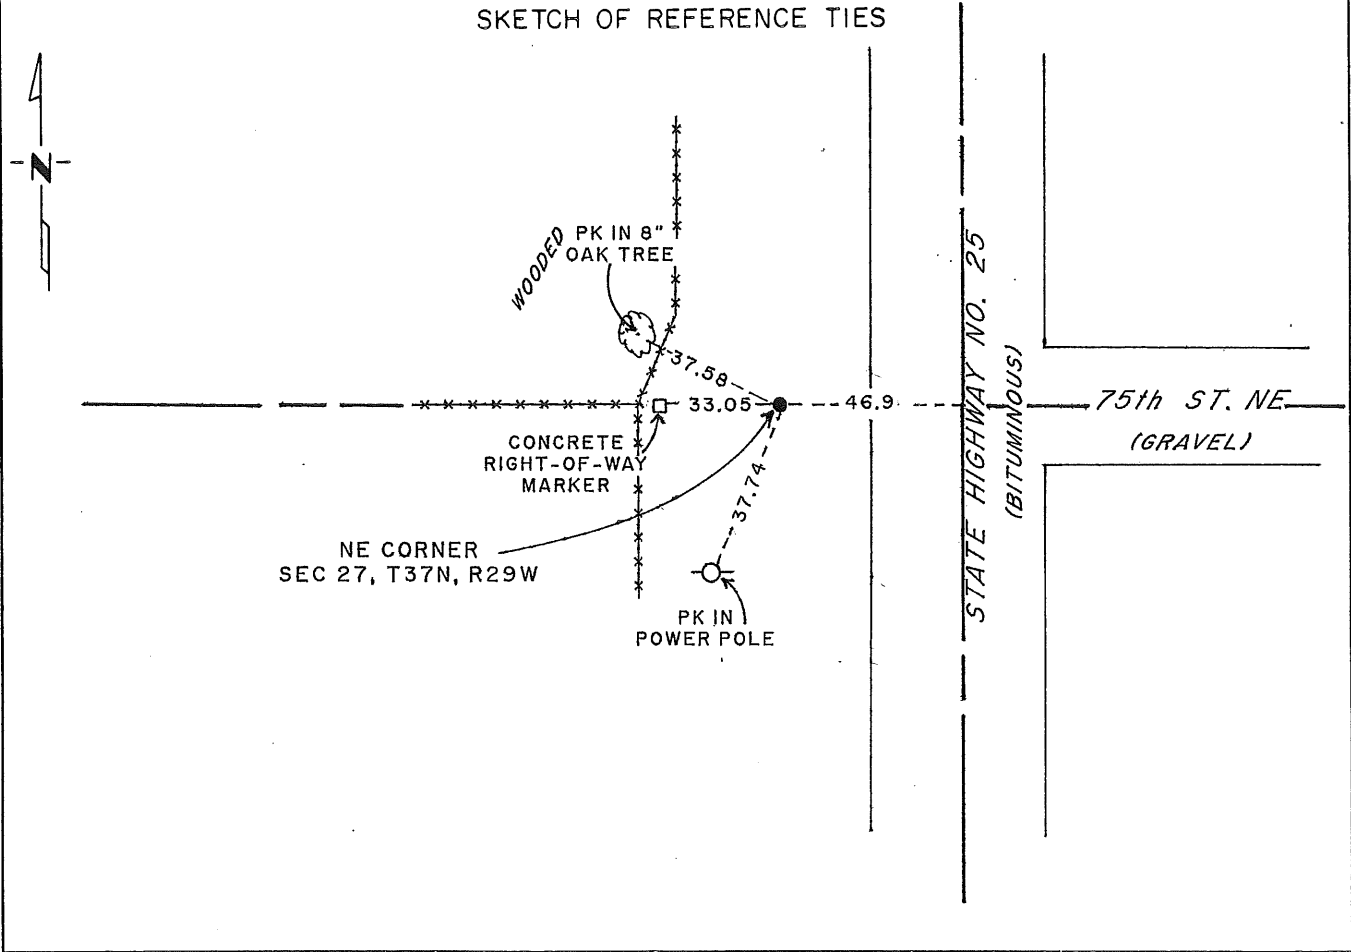 SKETCH OF REFERENCE TIES
N
WOODED
PK IN 8"
OAK TREE
37.58
33.05
46.9
STATE HIGHWAY NO. 25
(BITUMINOUS)
75th ST. NE
(GRAVEL)
CONCRETE
RIGHT-OF-WAY
MARKER
37.74
NE CORNER
SEC 27, T37N, R29W
PK IN
POWER POLE